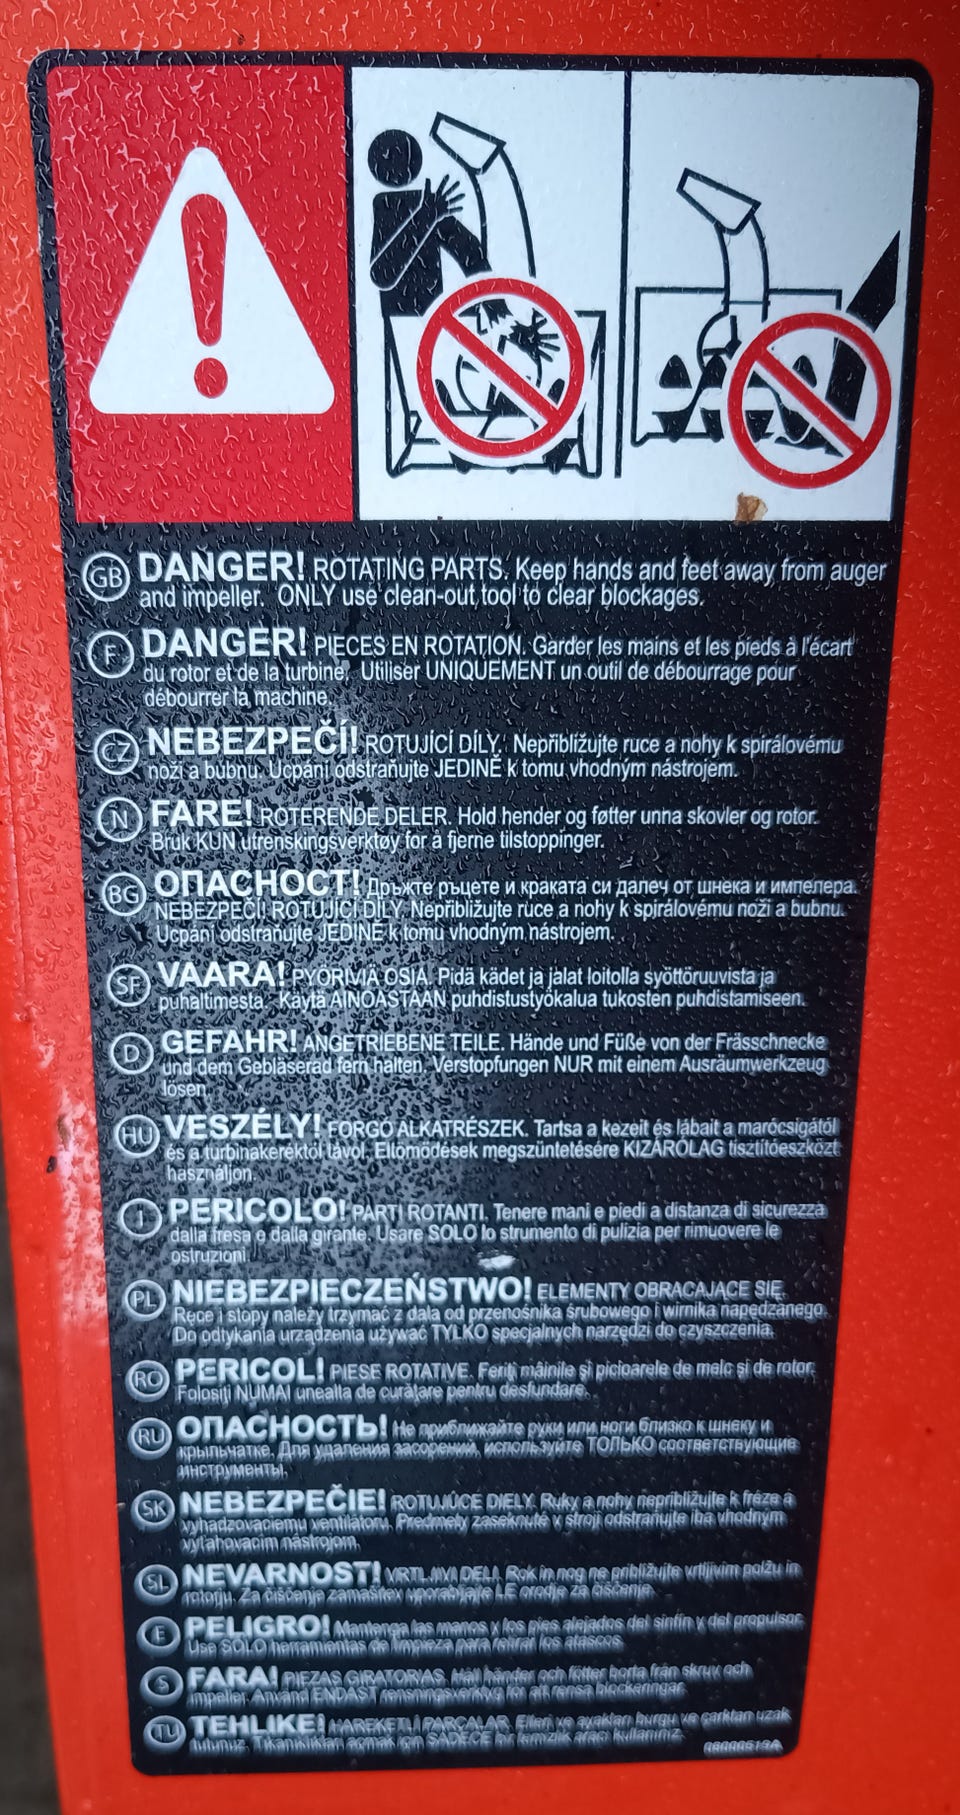 GB DANGER! ROTATING PARTS. Keep hands and feet away from auger
and impeller. ONLY use clean-out tool to clear blockages.
F DANGER! PIECES EN ROTATION. Garder les mains et les pieds à l'écart
du rotor et de la turbine. Utiliser UNIQUEMENT un outil de débourrage pour
débourrer la machine.
CZ NEBEZPEČÍ! ROTUJÍCÍ DÍLY. Nepřibližujte ruce a nohy k spirálovému
noži a bubnu. Ucpání odstraňujte JEDINĚ k tomu vhodným nástrojem.
N FARE! ROTERENDE DELER. Hold hender og føtter unna skovler og rotor.
Bruk KUN utrenskingsverktøy for å fjerne tilstoppinger.
BG ОПАСНОСТ! Дръжте ръцете и краката си далеч от шнека и импелера.
NEBEZPEČÍ! ROTUJÍCÍ DÍLY. Nepřibližujte ruce a nohy k spirálovému noži a bubnu.
Ucpání odstraňujte JEDINĚ k tomu vhodným nástrojem.
SF VAARA! PYÖRIVIÄ OSIA. Pidä kädet ja jalat loitolla syöttöruuvista ja
puhaltimesta. Käytä AINOASTAAN puhdistustyökalua tukosten puhdistamiseen.
D GEFAHR! ANGETRIEBENE TEILE. Hände und Füße von der Frässchnecke
und dem Gebläserad fern halten. Verstopfungen NUR mit einem Ausräumwerkzeug
lösen.
HU VESZÉLY! FORGÓ ALKATRÉSZEK. Tartsa a kezeit és lábait a marócsigától
és a turbinakeréktől távol. Eltömődések megszüntetésére KIZÁRÓLAG tisztítóeszközt
használjon.
I PERICOLO! PARTI ROTANTI. Tenere mani e piedi a distanza di sicurezza
dalla fresa e dalla girante. Usare SOLO lo strumento di pulizia per rimuovere le
ostruzioni.
PL NIEBEZPIECZEŃSTWO! ELEMENTY OBRACAJĄCE SIĘ.
Ręce i stopy należy trzymać z dala od przenośnika śrubowego i wirnika napędzanego.
Do odtykania urządzenia używać TYLKO specjalnych narzędzi do czyszczenia.
RO PERICOL! PIESE ROTATIVE. Feriți mâinile și picioarele de melc și de rotor.
Folosiți NUMAI unealta de curățare pentru desfundare.
RU ОПАСНОСТЬ! Не приближайте руки или ноги близко к шнеку и
крыльчатке. Для удаления засорений, используйте ТОЛЬКО соответствующие
инструменты.
SK NEBEZPEČIE! ROTUJÚCE DIELY. Ruky a nohy nepribližujte k fréze a
vyhadzovaciemu ventilátoru. Predmety zaseknuté v stroji odstraňujte iba vhodným
vyťahovacím nástrojom.
SL NEVARNOST! VRTLJIVI DELI. Rok in nog ne približujte vrtljivim polžu in
rotorju. Za čiščenje zamašitev uporabljajte LE orodje za čiščenje.
E PELIGRO! Mantenga las manos y los pies alejados del sinfín y del propulsor.
Use SOLO herramientas de limpieza para retirar los atascos.
S FARA! PIEZAS GIRATORIAS. Håll händer och fötter borta från skruv och
impeller. Använd ENDAST rensningsverktyg för att rensa blockeringar.
TU TEHLİKE! HAREKETLİ PARÇALAR. Elleri ve ayakları burgu ve çarktan uzak
tutunuz. Tıkanıklıkları açmak için SADECE bir temizlik aracı kullanınız.